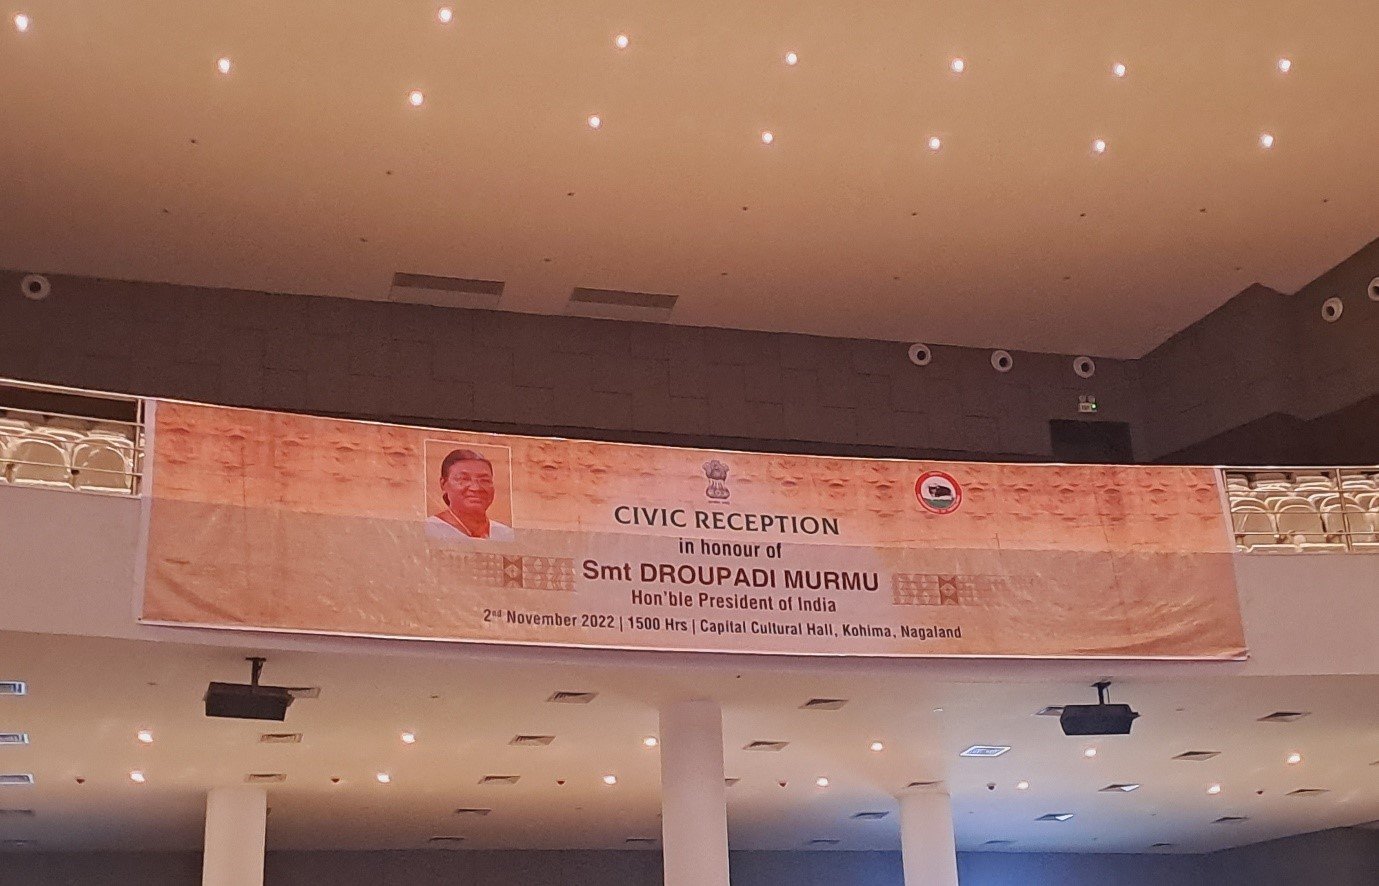 CIVIC RECEPTION
in honour of
Smt DROUPADI MURMU
Hon'ble President of India
2nd November 2022 | 1500 Hrs | Capital Cultural Hall, Kohima, Nagaland